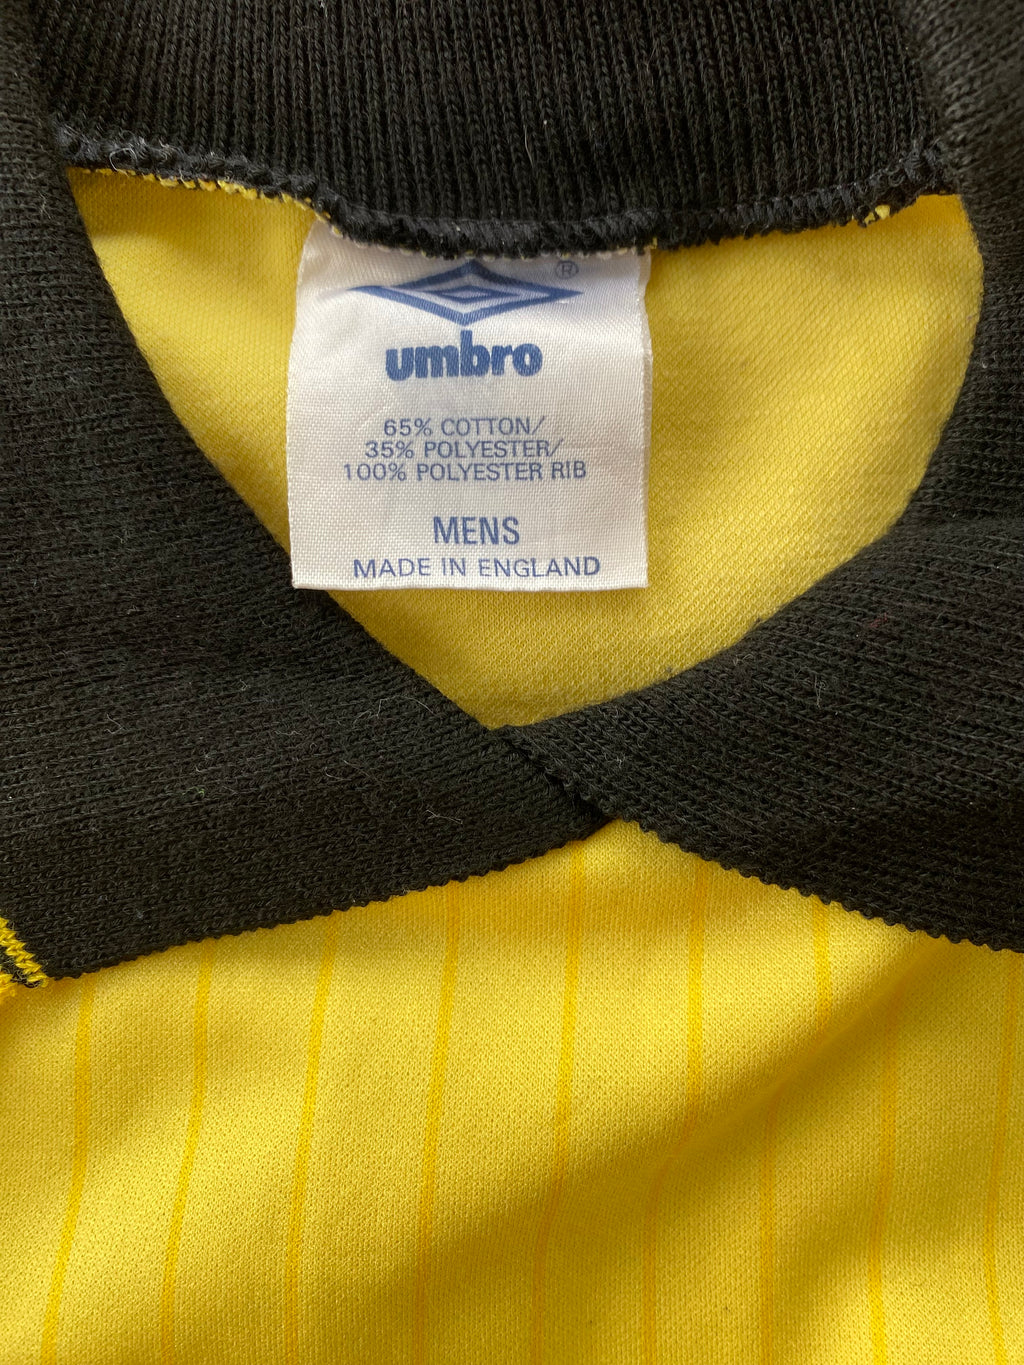 ®
umbro
65% COTTON/
35% POLYESTER/
100% POLYESTER RIB
MENS
MADE IN ENGLAND